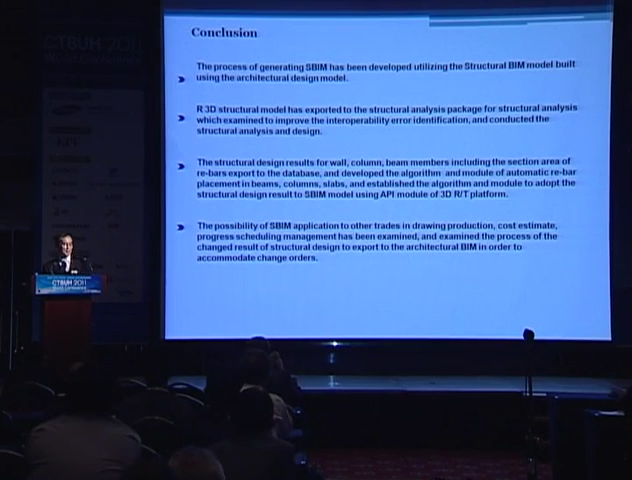 CTBUH 2011
World Conference
Conclusion
The process of generating SBIM has been developed utilizing the Structural BIM model built
using the architectural design model.
R 3D structural model has exported to the structural analysis package for structural analysis
which examined to improve the interoperability error identification, and conducted the
structural analysis and design.
The structural design results for wall, column, beam members including the section area of
re-bars export to the database, and developed the algorithm and module of automatic re-bar
placement in beams, columns, slabs, and established the algorithm and module to adopt the
structural design result to SBIM model using API module of 3D R/T platform.
The possibility of SBIM application to other trades in drawing production, cost estimate,
progress scheduling management has been examined, and examined the process of the
changed result of structural design to export to the architectural BIM in order to
accommodate change orders.
CTBUH 2011
World Conference